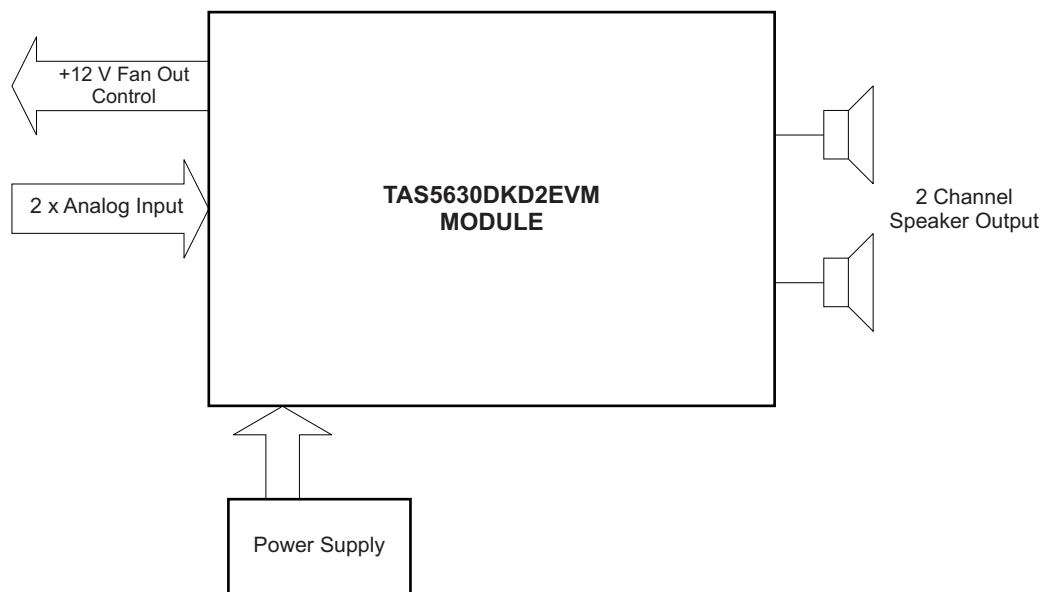 +12 V Fan Out
Control
2 x Analog Input
TAS5630DKD2EVM
MODULE
2 Channel
Speaker Output
Power Supply